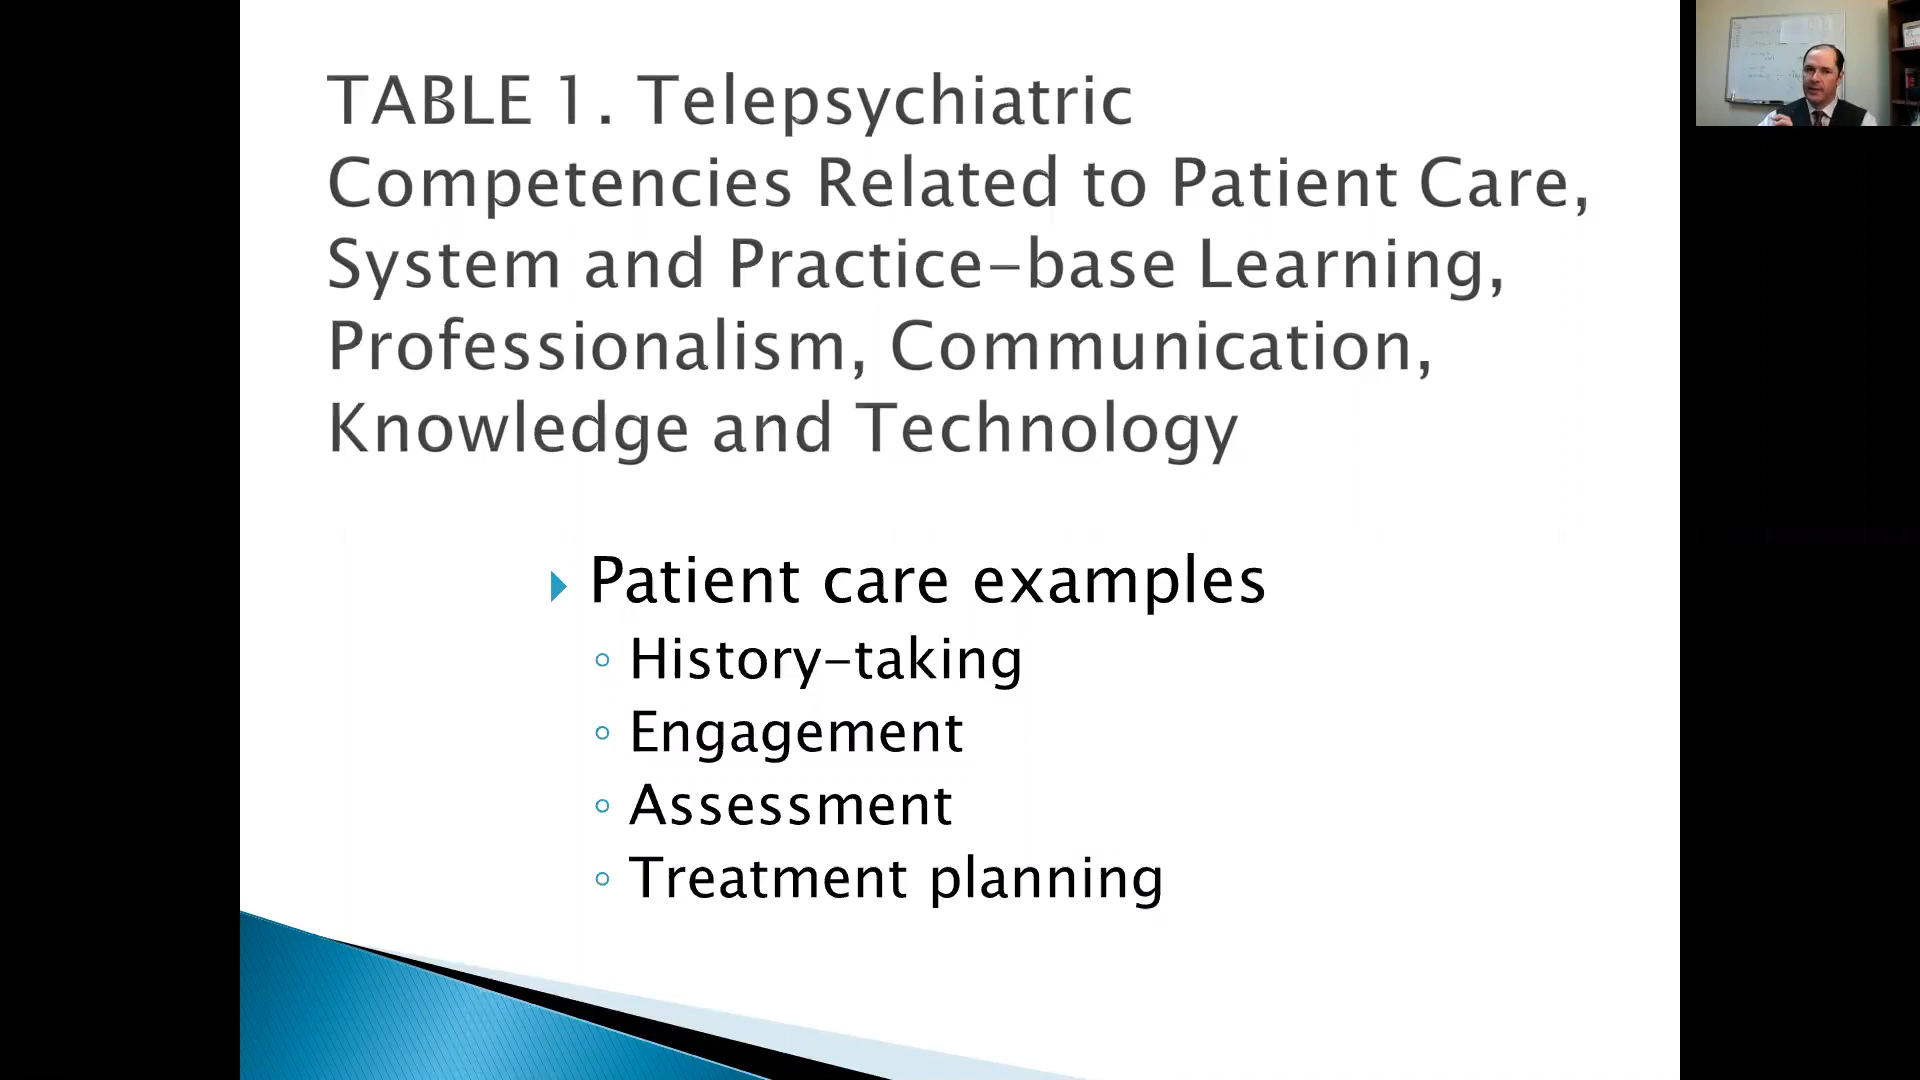 TABLE 1. Telepsychiatric
Competencies Related to Patient Care,
System and Practice-base Learning,
Professionalism, Communication,
Knowledge and Technology
Patient care examples
History-taking
Engagement
Assessment
Treatment planning